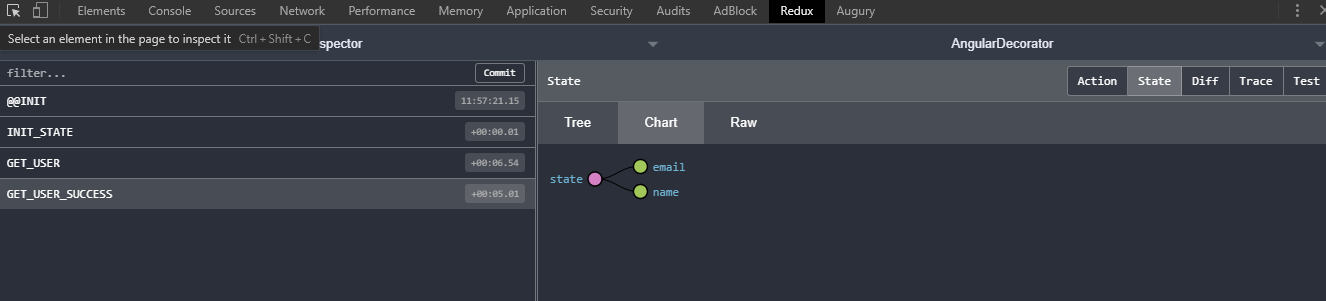 Elements Console Sources Network Performance Memory Application Security Audits AdBlock Redux Augury
Select an element in the page to inspect it Ctrl + Shift + C
spector
AngularDecorator
filter...
Commit
@@INIT 11:57:21.15
INIT_STATE +00:00.01
GET_USER +00:06.54
GET_USER_SUCCESS +00:05.01
State
Action State Diff Trace Test
Tree Chart Raw
email
state
name